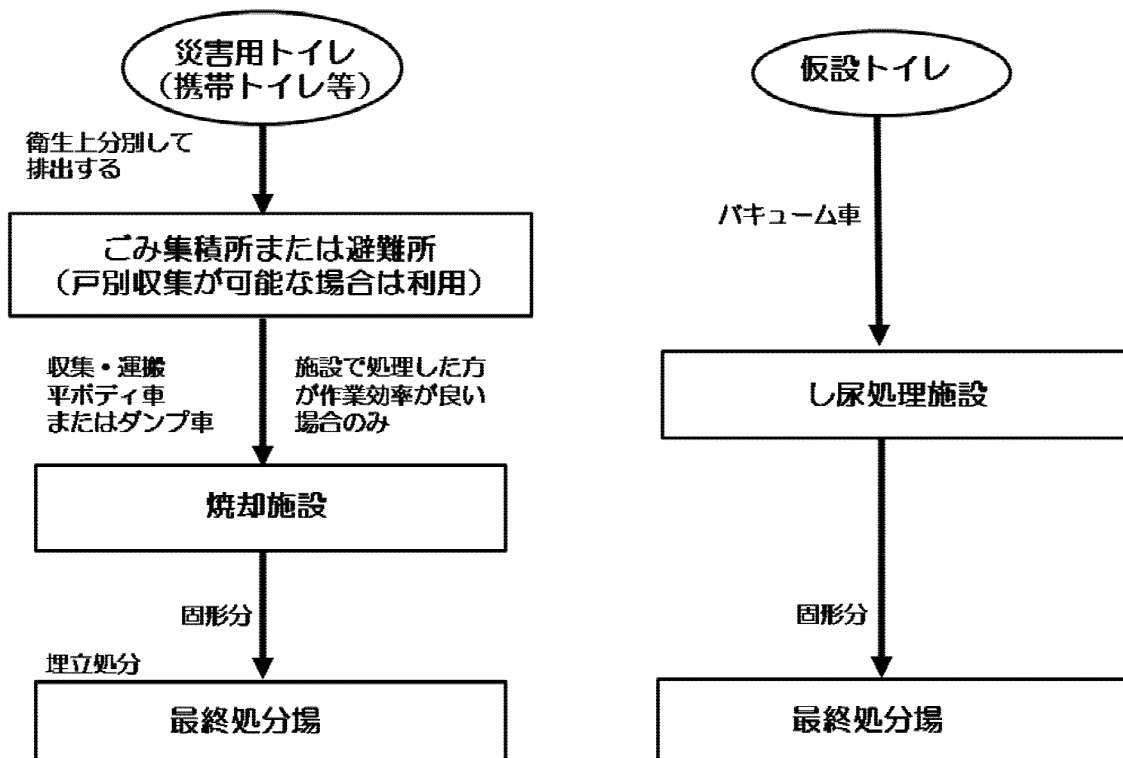 災害用トイレ
（携帯トイレ等）
衛生上分別して
排出する
ごみ集積所または避難所
（戸別収集が可能な場合は利用）
収集・運搬
平ボディ車
またはダンプ車
施設で処理した方
が作業効率が良い
場合のみ
焼却施設
固形分
埋立処分
最終処分場
仮設トイレ
バキューム車
し尿処理施設
固形分
最終処分場